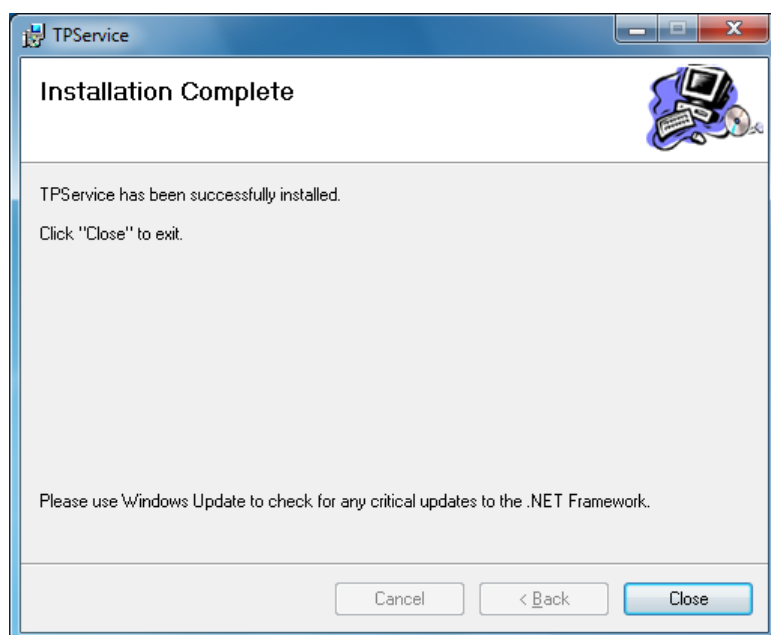 TPService
Installation Complete
TPService has been successfully installed.
Click "Close" to exit.
Please use Windows Update to check for any critical updates to the .NET Framework.
Cancel
< Back
Close